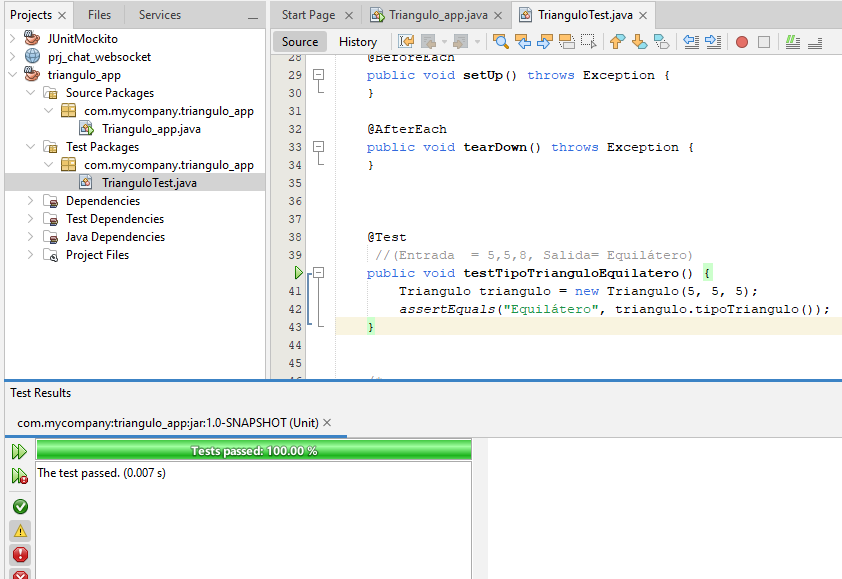 Projects × Files Services
JUnitMockito
prj_chat_websocket
triangulo_app
Source Packages
com.mycompany.triangulo_app
Triangulo_app.java
Test Packages
com.mycompany.triangulo_app
TrianguloTest.java
Dependencies
Test Dependencies
Java Dependencies
Project Files
Start Page × Triangulo_app.java × TrianguloTest.java ×
Source History
28 @BeforeEach
29 public void setUp() throws Exception {
30 }
31
32 @AfterEach
33 public void tearDown() throws Exception {
34 }
35
36
37
38 @Test
39 //(Entrada  = 5,5,8, Salida= Equilátero)
public void testTipoTrianguloEquilatero() {
41 Triangulo triangulo = new Triangulo(5, 5, 5);
42 assertEquals("Equilátero", triangulo.tipoTriangulo());
43 }
44
45
Test Results
com.mycompany:triangulo_app:jar:1.0-SNAPSHOT (Unit) ×
Tests passed: 100.00 %
The test passed. (0.007 s)